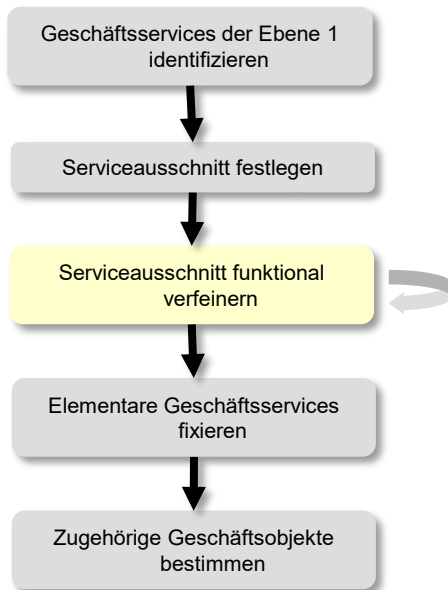 Geschäftsservices der Ebene 1
identifizieren
Serviceausschnitt festlegen
Serviceausschnitt funktional
verfeinern
Elementare Geschäftsservices
fixieren
Zugehörige Geschäftsobjekte
bestimmen